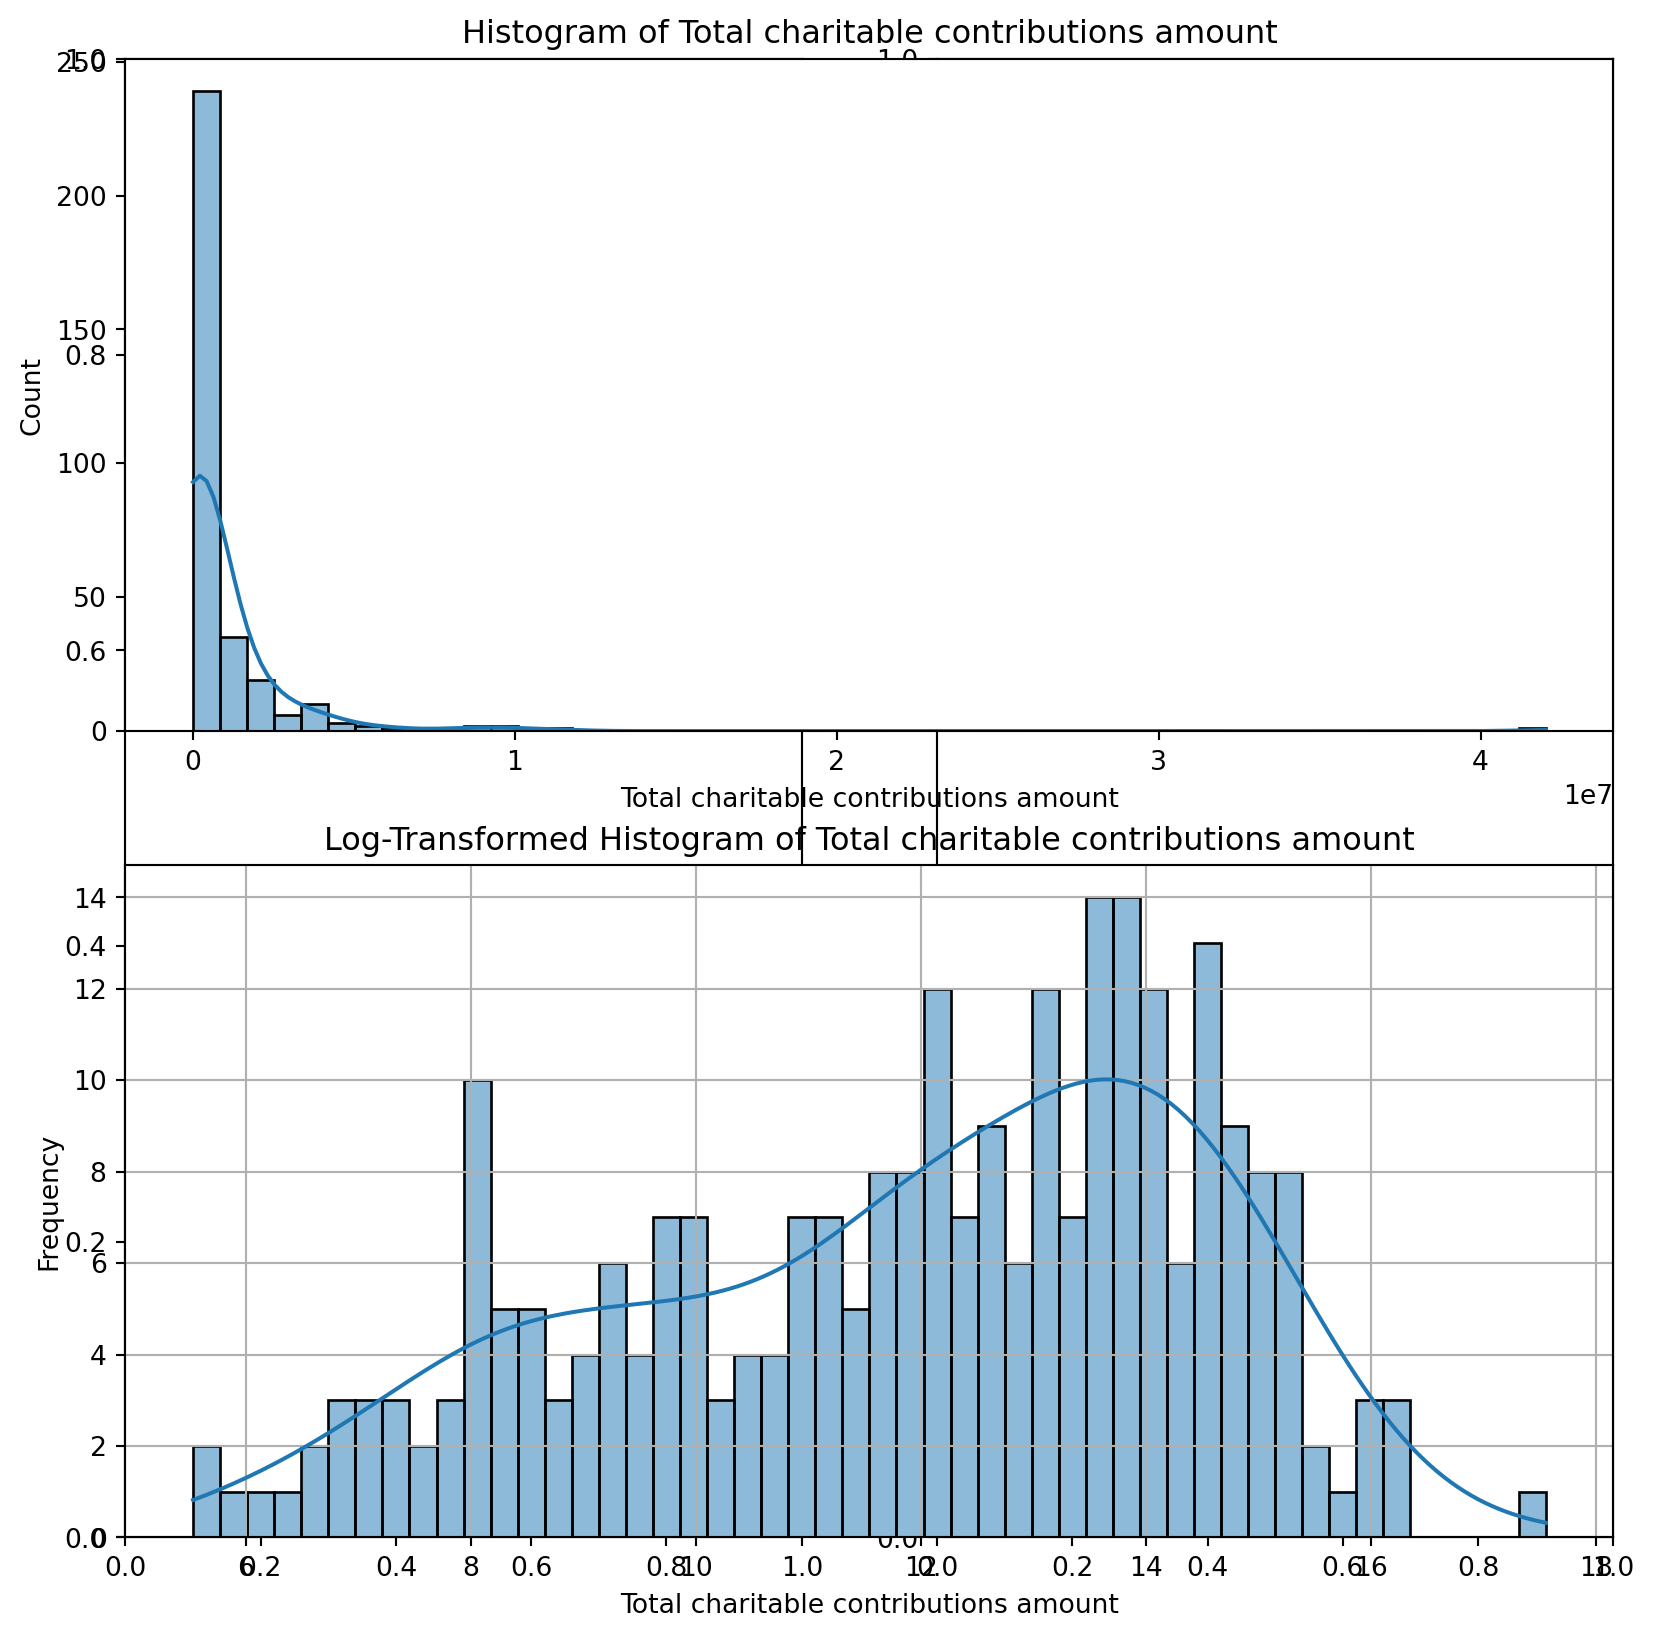 Histogram of Total charitable contributions amount
1.0
250
1.0
200
150
0.8
Count
100
50
0.6
0
0 1 2 3 4
Total charitable contributions amount
1e7
Log-Transformed Histogram of Total charitable contributions amount
14
0.4
12
10
8
Frequency
0.2
6
4
2
0.0
0
0.0
0.0 6 0.2 0.4 8 0.6 0.8 10 1.0 12 0.0 0.2 14 0.4 0.6 16 0.8 18 1.0
Total charitable contributions amount